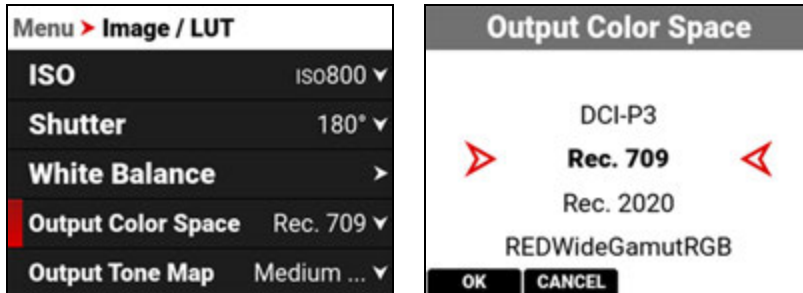 Menu > Image / LUT
ISO ISO800
Shutter 180°
White Balance >
Output Color Space Rec. 709
Output Tone Map Medium ...
Output Color Space
DCI-P3
Rec. 709
Rec. 2020
REDWideGamutRGB
OK CANCEL